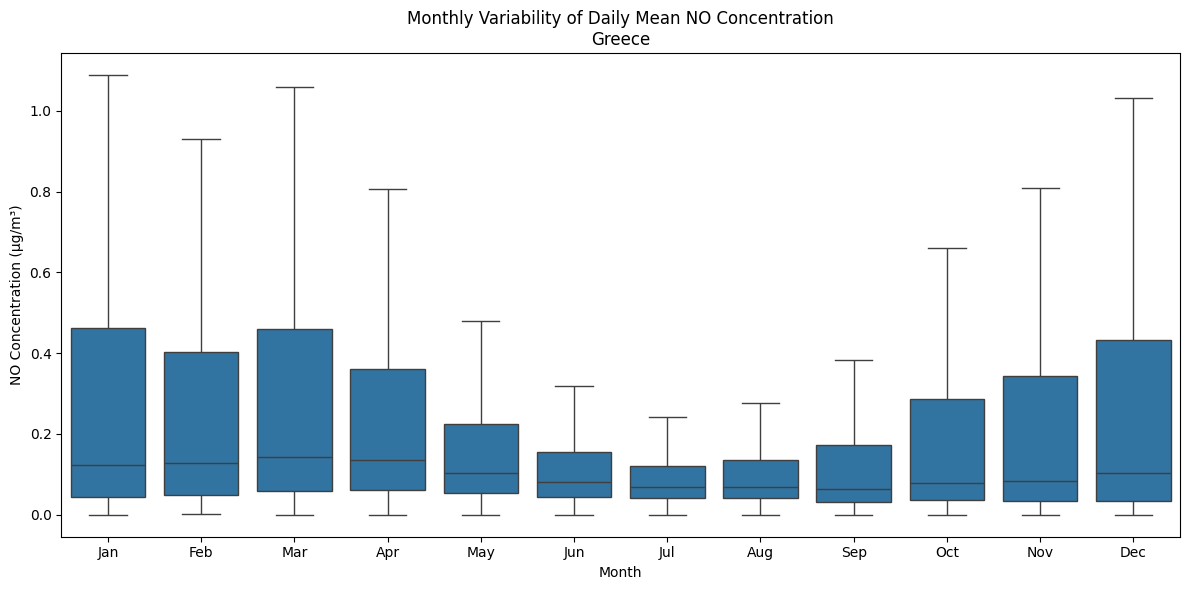 Monthly Variability of Daily Mean NO Concentration
Greece
NO Concentration (µg/m³)
1.0
0.8
0.6
0.4
0.2
0.0
Jan Feb Mar Apr May Jun Jul Aug Sep Oct Nov Dec
Month